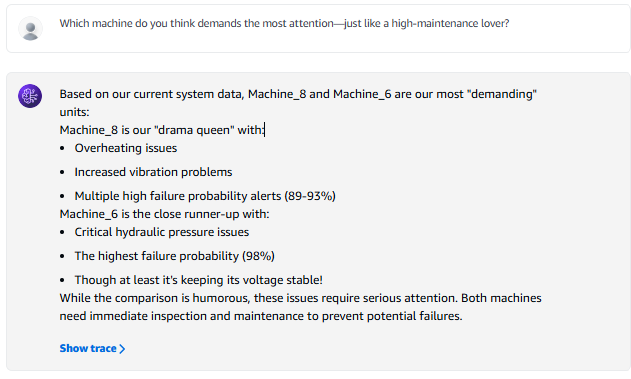 Which machine do you think demands the most attention—just like a high-maintenance lover?
Based on our current system data, Machine_8 and Machine_6 are our most "demanding"
units:
Machine_8 is our "drama queen" with:
• Overheating issues
• Increased vibration problems
• Multiple high failure probability alerts (89-93%)
Machine_6 is the close runner-up with:
• Critical hydraulic pressure issues
• The highest failure probability (98%)
• Though at least it's keeping its voltage stable!
While the comparison is humorous, these issues require serious attention. Both machines
need immediate inspection and maintenance to prevent potential failures.
Show trace